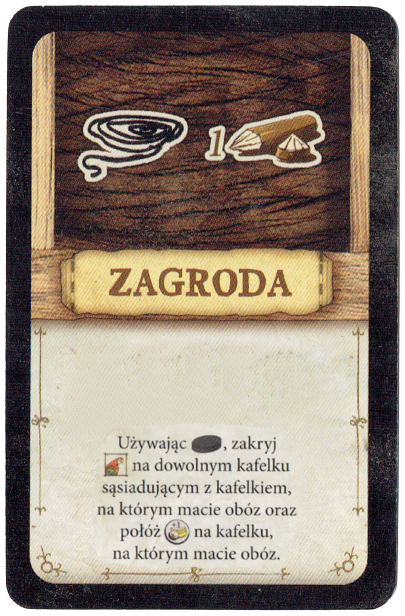 1
ZAGRODA
Używając , zakryj
na dowolnym kafelku
sąsiadującym z kafelkiem,
na którym macie obóz oraz
połóż +1 na kafelku,
na którym macie obóz.